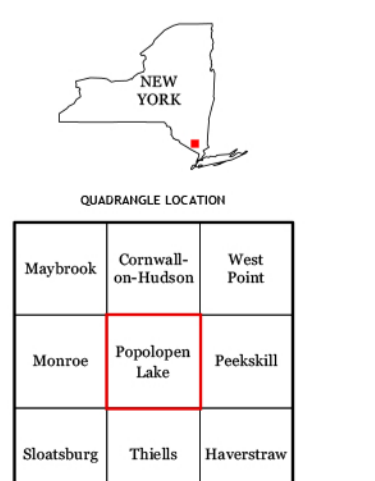 NEW
YORK
QUADRANGLE LOCATION
Maybrook
Cornwall-
on-Hudson
West
Point
Monroe
Popolopen
Lake
Peekskill
Sloatsburg
Thiells
Haverstraw